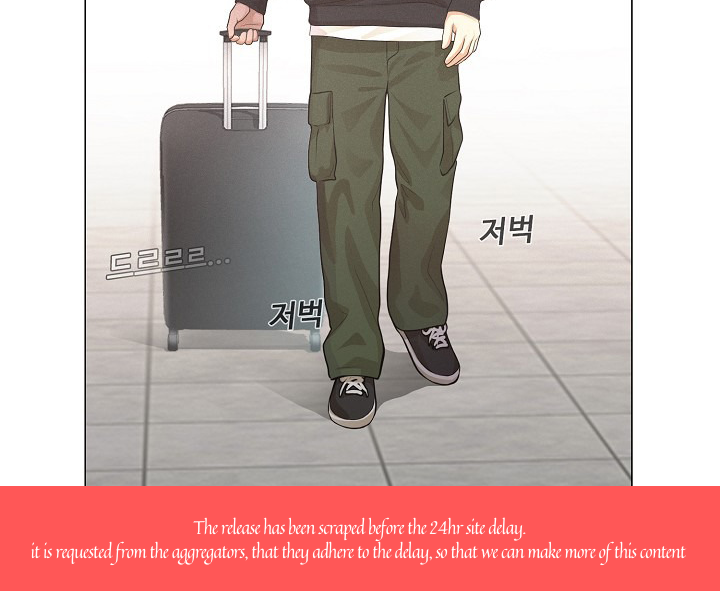 저벅
드르르르...
저벅
The release has been scraped before the 24hr site delay.
it is requested from the aggregators, that they adhere to the delay, so that we can make more of this content